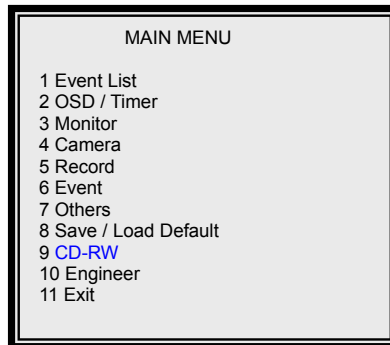 MAIN MENU
1 Event List
2 OSD / Timer
3 Monitor
4 Camera
5 Record
6 Event
7 Others
8 Save / Load Default
9 CD-RW
10 Engineer
11 Exit